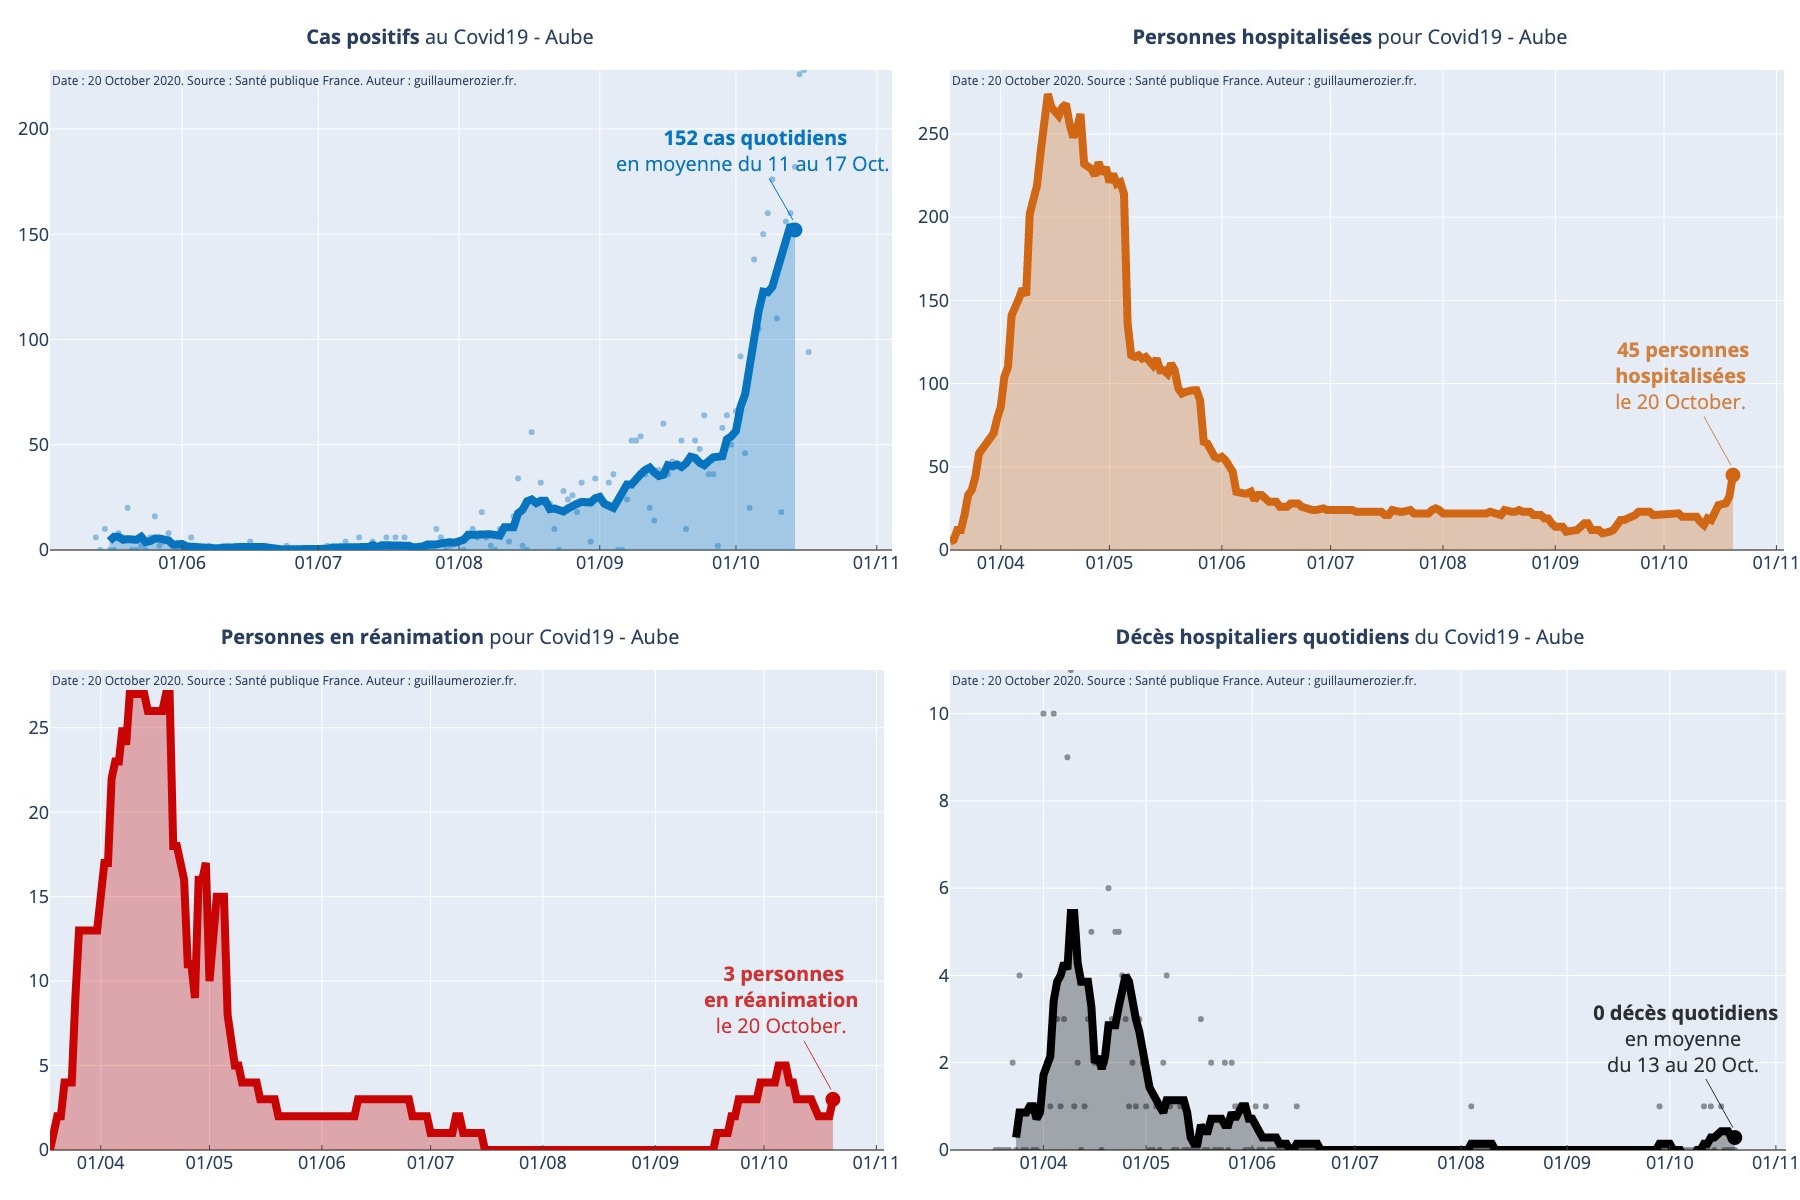 Cas positifs au Covid19 - Aube
Date : 20 October 2020. Source : Santé publique France. Auteur : guillaumerozier.fr.
200
150
100
50
0
152 cas quotidiens
en moyenne du 11 au 17 Oct.
01/06 01/07 01/08 01/09 01/10 01/11
Personnes hospitalisées pour Covid19 - Aube
Date : 20 October 2020. Source : Santé publique France. Auteur : guillaumerozier.fr.
250
200
150
100
50
0
45 personnes
hospitalisées
le 20 October.
01/04 01/05 01/06 01/07 01/08 01/09 01/10 01/11
Personnes en réanimation pour Covid19 - Aube
Date : 20 October 2020. Source : Santé publique France. Auteur : guillaumerozier.fr.
25
20
15
10
5
0
3 personnes
en réanimation
le 20 October.
01/04 01/05 01/06 01/07 01/08 01/09 01/10 01/11
Décès hospitaliers quotidiens du Covid19 - Aube
Date : 20 October 2020. Source : Santé publique France. Auteur : guillaumerozier.fr.
10
8
6
4
2
0
0 décès quotidiens
en moyenne
du 13 au 20 Oct.
01/04 01/05 01/06 01/07 01/08 01/09 01/10 01/11